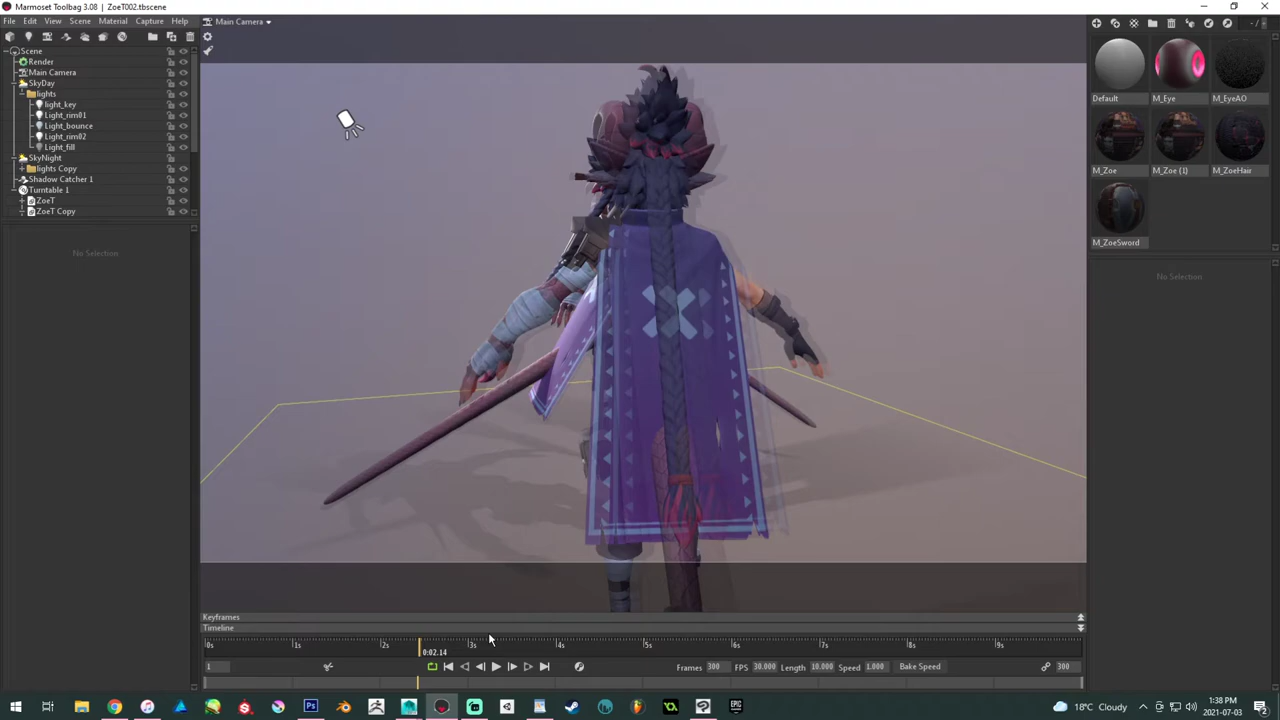 Marmoset Toolbag 3.08 | ZoeT002.tbscene
File Edit View Scene Material Capture Help
Main Camera
Scene
Render
Main Camera
SkyDay
lights
light_key
Light_rim01
Light_bounce
Light_rim02
Light_fill
SkyNight
lights Copy
Shadow Catcher 1
Turntable 1
ZoeT
ZoeT Copy
No Selection
Default M_Eye M_EyeAO
M_Zoe M_Zoe (1) M_ZoeHair
M_ZoeSword
No Selection
Keyframes
Timeline
0s 1s 3s 4s 5s 6s 7s 8s 9s
0:02.14
1 Frames 300 FPS 30.000 Length 10.000 Speed 1.000 Bake Speed 300
18°C Cloudy 1:38 PM
2021-07-03